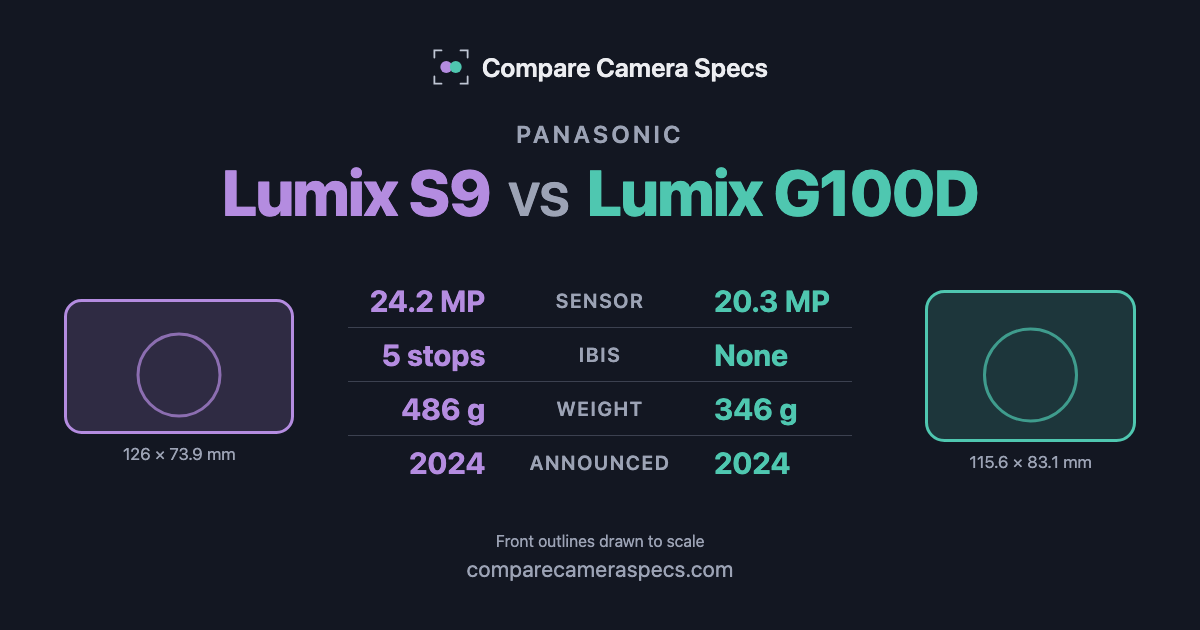 Compare Camera Specs
PANASONIC
Lumix S9 vs Lumix G100D
24.2 MP SENSOR 20.3 MP
5 stops IBIS None
486 g WEIGHT 346 g
2024 ANNOUNCED 2024
126 × 73.9 mm
115.6 × 83.1 mm
Front outlines drawn to scale
comparecameraspecs.com